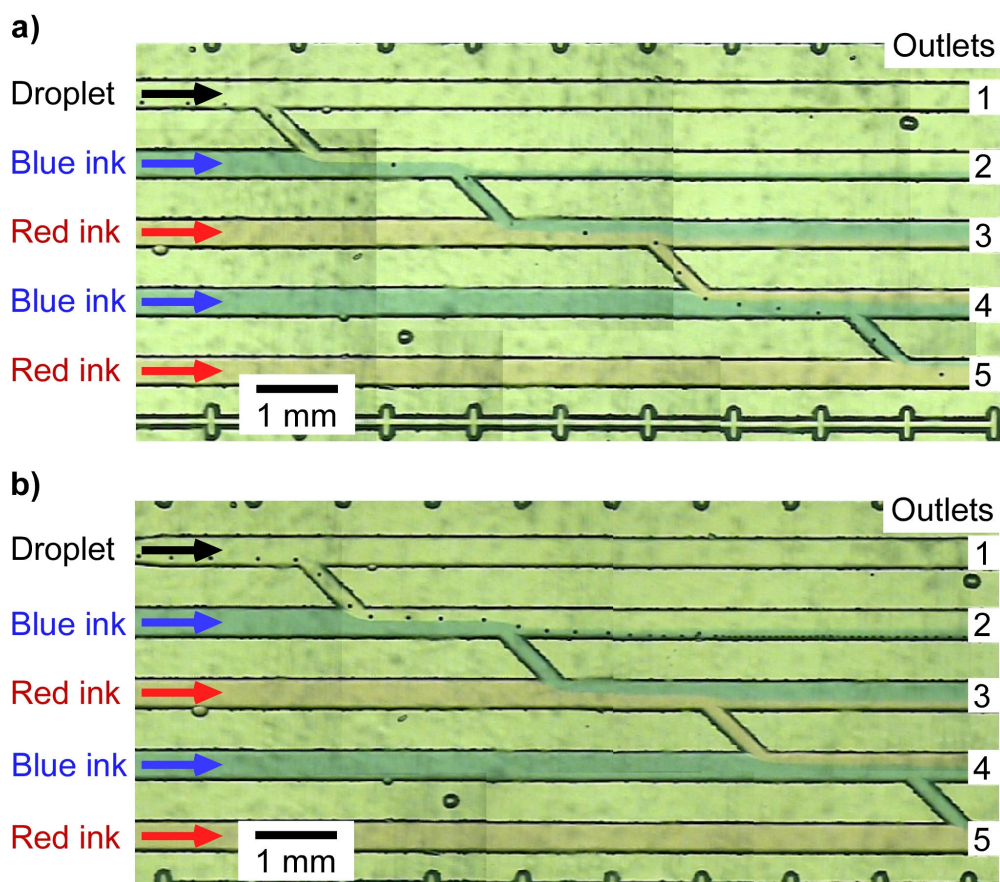 a)
Outlets
Droplet
1
Blue ink
2
Red ink
3
Blue ink
4
Red ink
5
1 mm
b)
Outlets
Droplet
1
Blue ink
2
Red ink
3
Blue ink
4
Red ink
5
1 mm